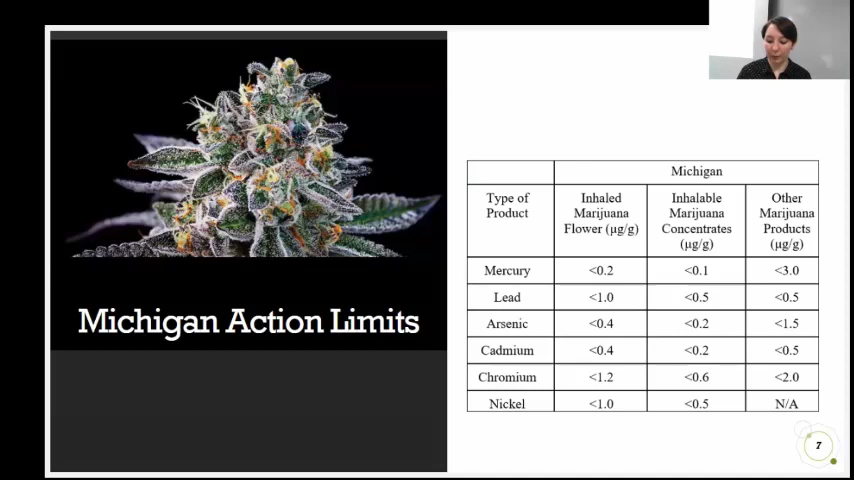 Michigan Action Limits
Michigan
Type of Product Inhaled Marijuana Flower (µg/g) Inhalable Marijuana Concentrates (µg/g) Other Marijuana Products (µg/g)
Mercury <0.2 <0.1 <3.0
Lead <1.0 <0.5 <0.5
Arsenic <0.4 <0.2 <1.5
Cadmium <0.4 <0.2 <0.5
Chromium <1.2 <0.6 <2.0
Nickel <1.0 <0.5 N/A
7